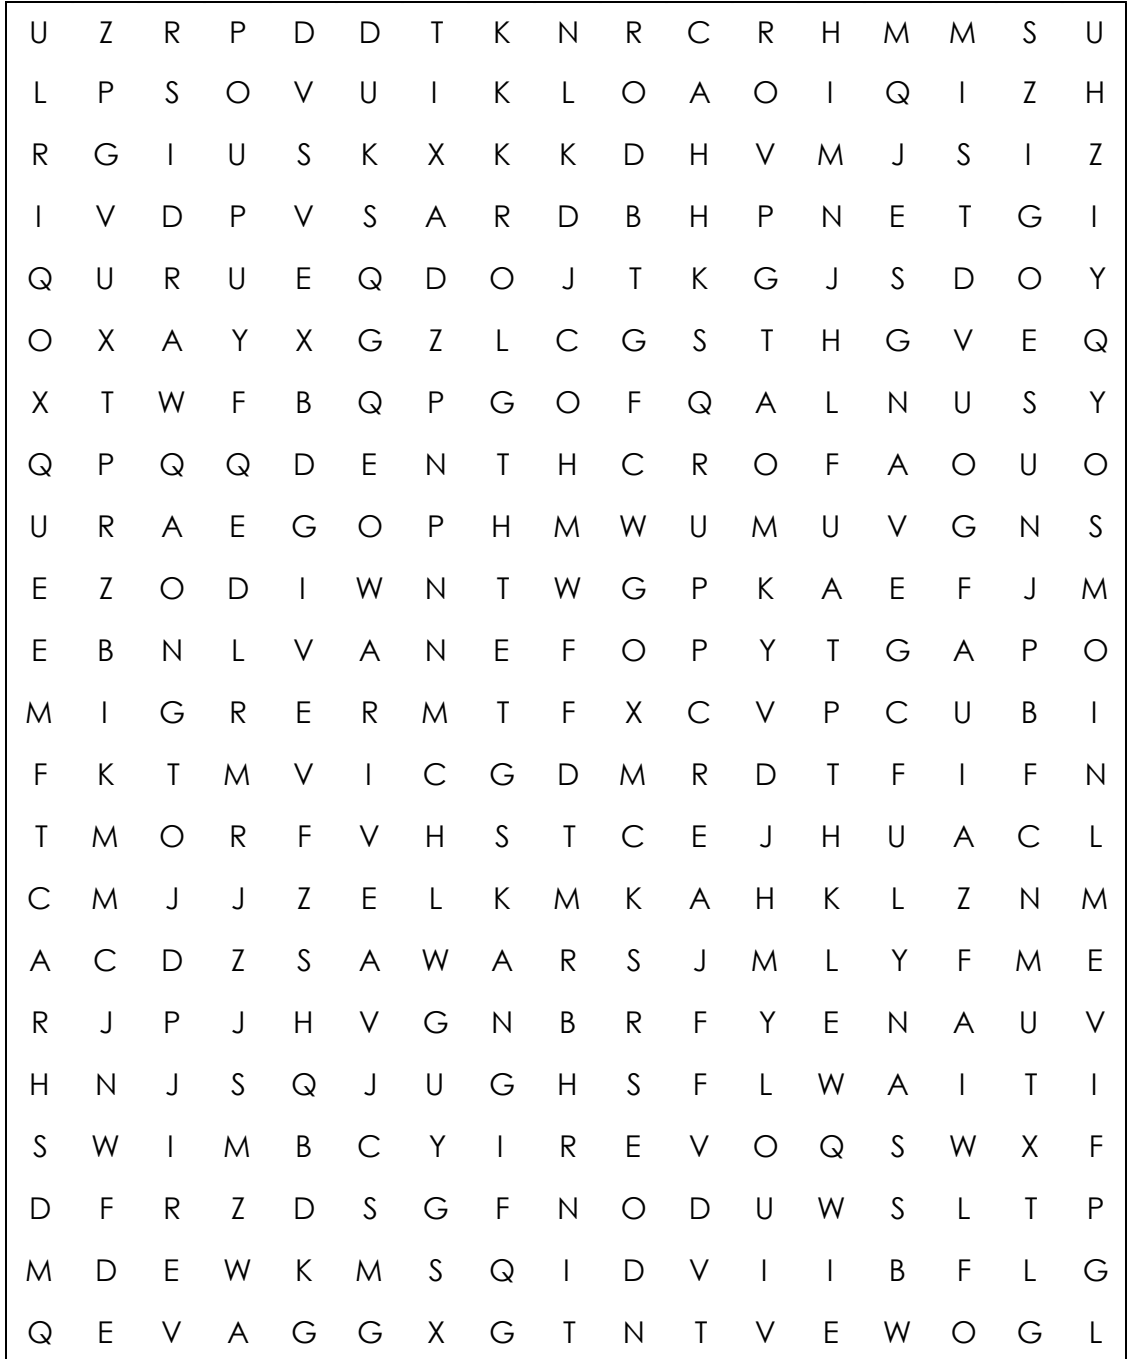 U Z R P D D T K N R C R H M M S U
L P S O V U I K L O A O I Q I Z H
R G I U S K X K K D H V M J S I Z
I V D P V S A R D B H P N E T G I
Q U R U E Q D O J T K G J S D O Y
O X A Y X G Z L C G S T H G V E Q
X T W F B Q P G O F Q A L N U S Y
Q P Q Q D E N T H C R O F A O U O
U R A E G O P H M W U M U V G N S
E Z O D I W N T W G P K A E F J M
E B N L V A N E F O P Y T G A P O
M I G R E R M T F X C V P C U B I
F K T M V I C G D M R D T F I F N
T M O R F V H S T C E J H U A C L
C M J J Z E L K M K A H K L Z N M
A C D Z S A W A R S J M L Y F M E
R J P J H V G N B R F Y E N A U V
H N J S Q J U G H S F L W A I T I
S W I M B C Y I R E V O Q S W X F
D F R Z D S G F N O D U W S L T P
M D E W K M S Q I D V I I B F L G
Q E V A G G X G T N T V E W O G L